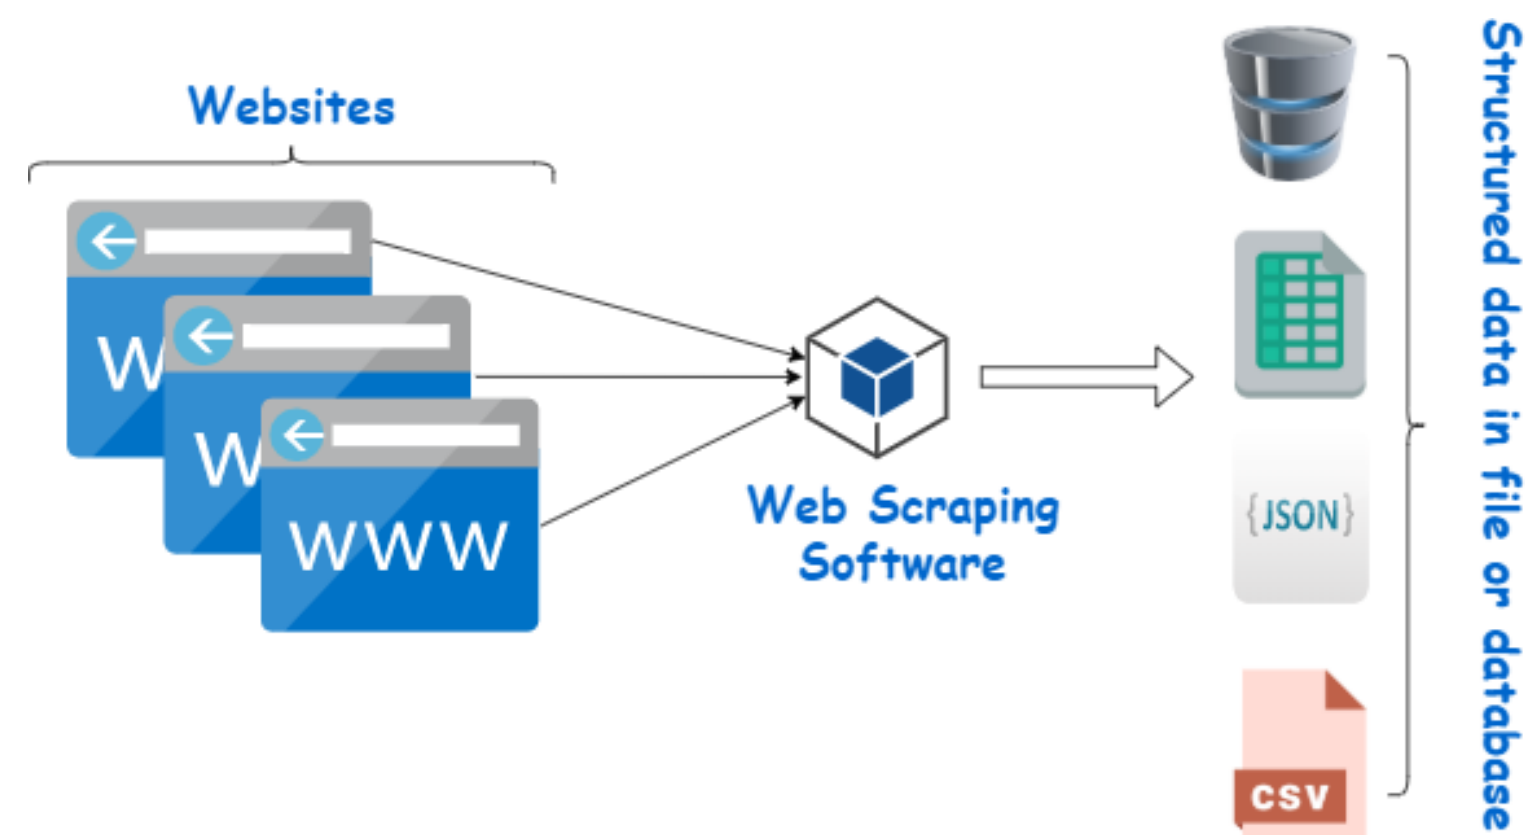 Websites
W
W
WWW
Web Scraping
Software
{JSON}
CSV
Structured data in file or database